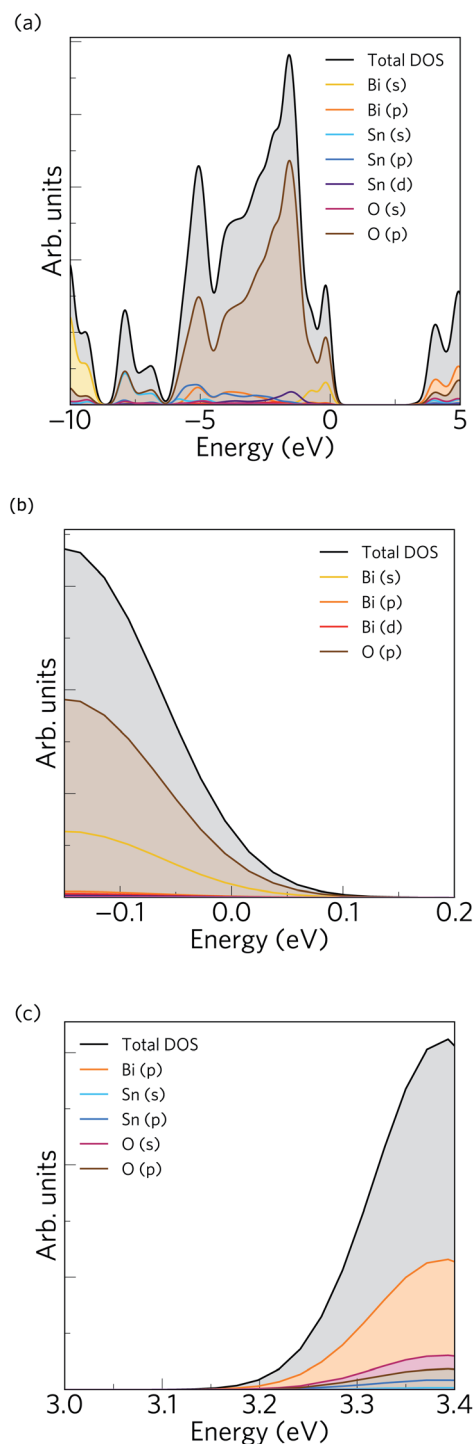 (a)
Total DOS
Bi (s)
Bi (p)
Sn (s)
Sn (p)
Sn (d)
O (s)
O (p)
Arb. units
−10 −5 0 5
Energy (eV)
(b)
Total DOS
Bi (s)
Bi (p)
Bi (d)
O (p)
Arb. units
−0.1 0.0 0.1 0.2
Energy (eV)
(c)
Total DOS
Bi (p)
Sn (s)
Sn (p)
O (s)
O (p)
Arb. units
3.0 3.1 3.2 3.3 3.4
Energy (eV)